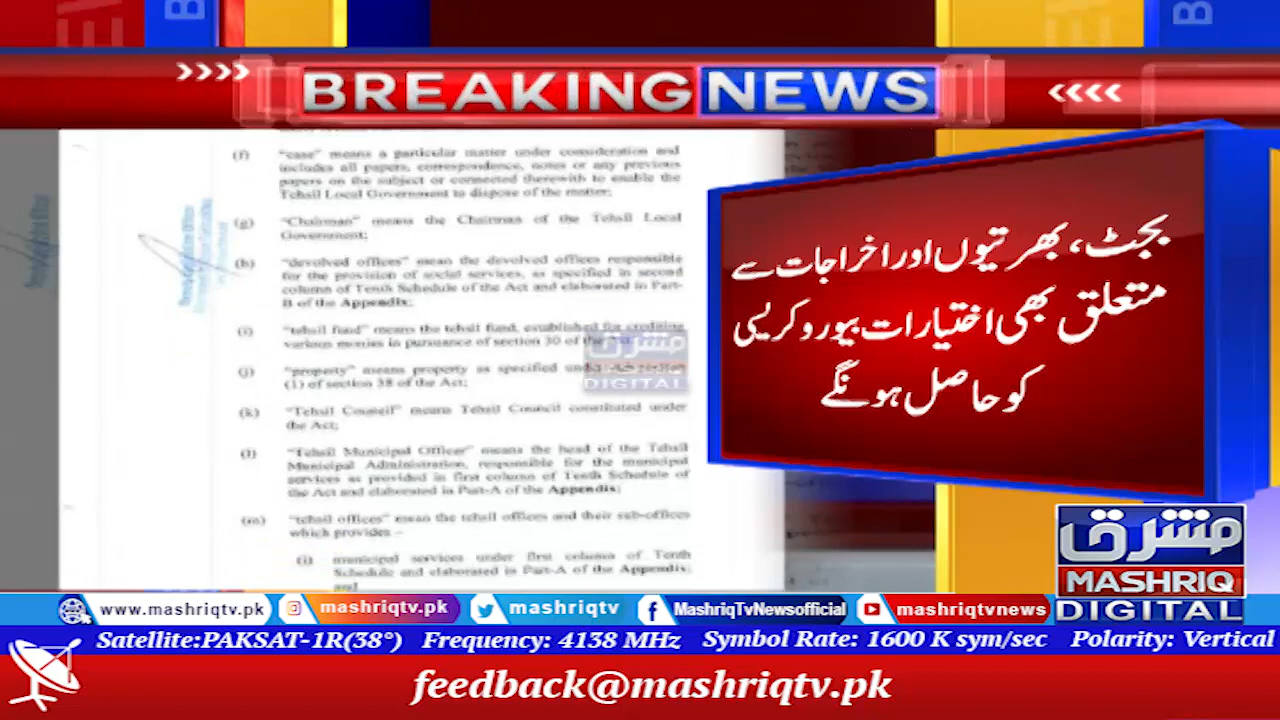 BREAKING NEWS
(f) "case" means a particular matter under consideration and
includes all papers, correspondence, notes or any previous
papers on the subject or connected therewith to enable the
Tehsil Local Government to dispose of the matter;
(g) "Chairman" means the Chairman of the Tehsil Local
Government;
(h) "devolved offices" mean the devolved offices responsible
for the provision of social services, as specified in second
column of Tenth Schedule of the Act and elaborated in Part-
B of the Appendix;
(i) "tehsil fund" means the tehsil fund, established for crediting
various monies in pursuance of section 30 of the
(j) "property" means property as specified under
(1) of section 38 of the Act;
(k) "Tehsil Council" means Tehsil Council constituted under
the Act;
(l) "Tehsil Municipal Officer" means the head of the Tehsil
Municipal Administration, responsible for the municipal
services as provided in first column of Tenth Schedule of
the Act and elaborated in Part-A of the Appendix;
(m) "tehsil offices" mean the tehsil offices and their sub-offices
which provides –
(i) municipal services under first column of Tenth
Schedule and elaborated in Part-A of the Appendix;
and
مشرق
DIGITAL
بجٹ، بھرتیوں اور اخراجات سے
متعلق بھی اختیارات بیوروکریسی
کو حاصل ہونگے
مشرق
MASHRIQ
DIGITAL
www.mashriqtv.pk mashriqtv.pk mashriqtv MashriqTvNewsofficial mashriqtvnews
Satellite:PAKSAT-1R(38°) Frequency: 4138 MHz Symbol Rate: 1600 K sym/sec Polarity: Vertical
feedback@mashriqtv.pk